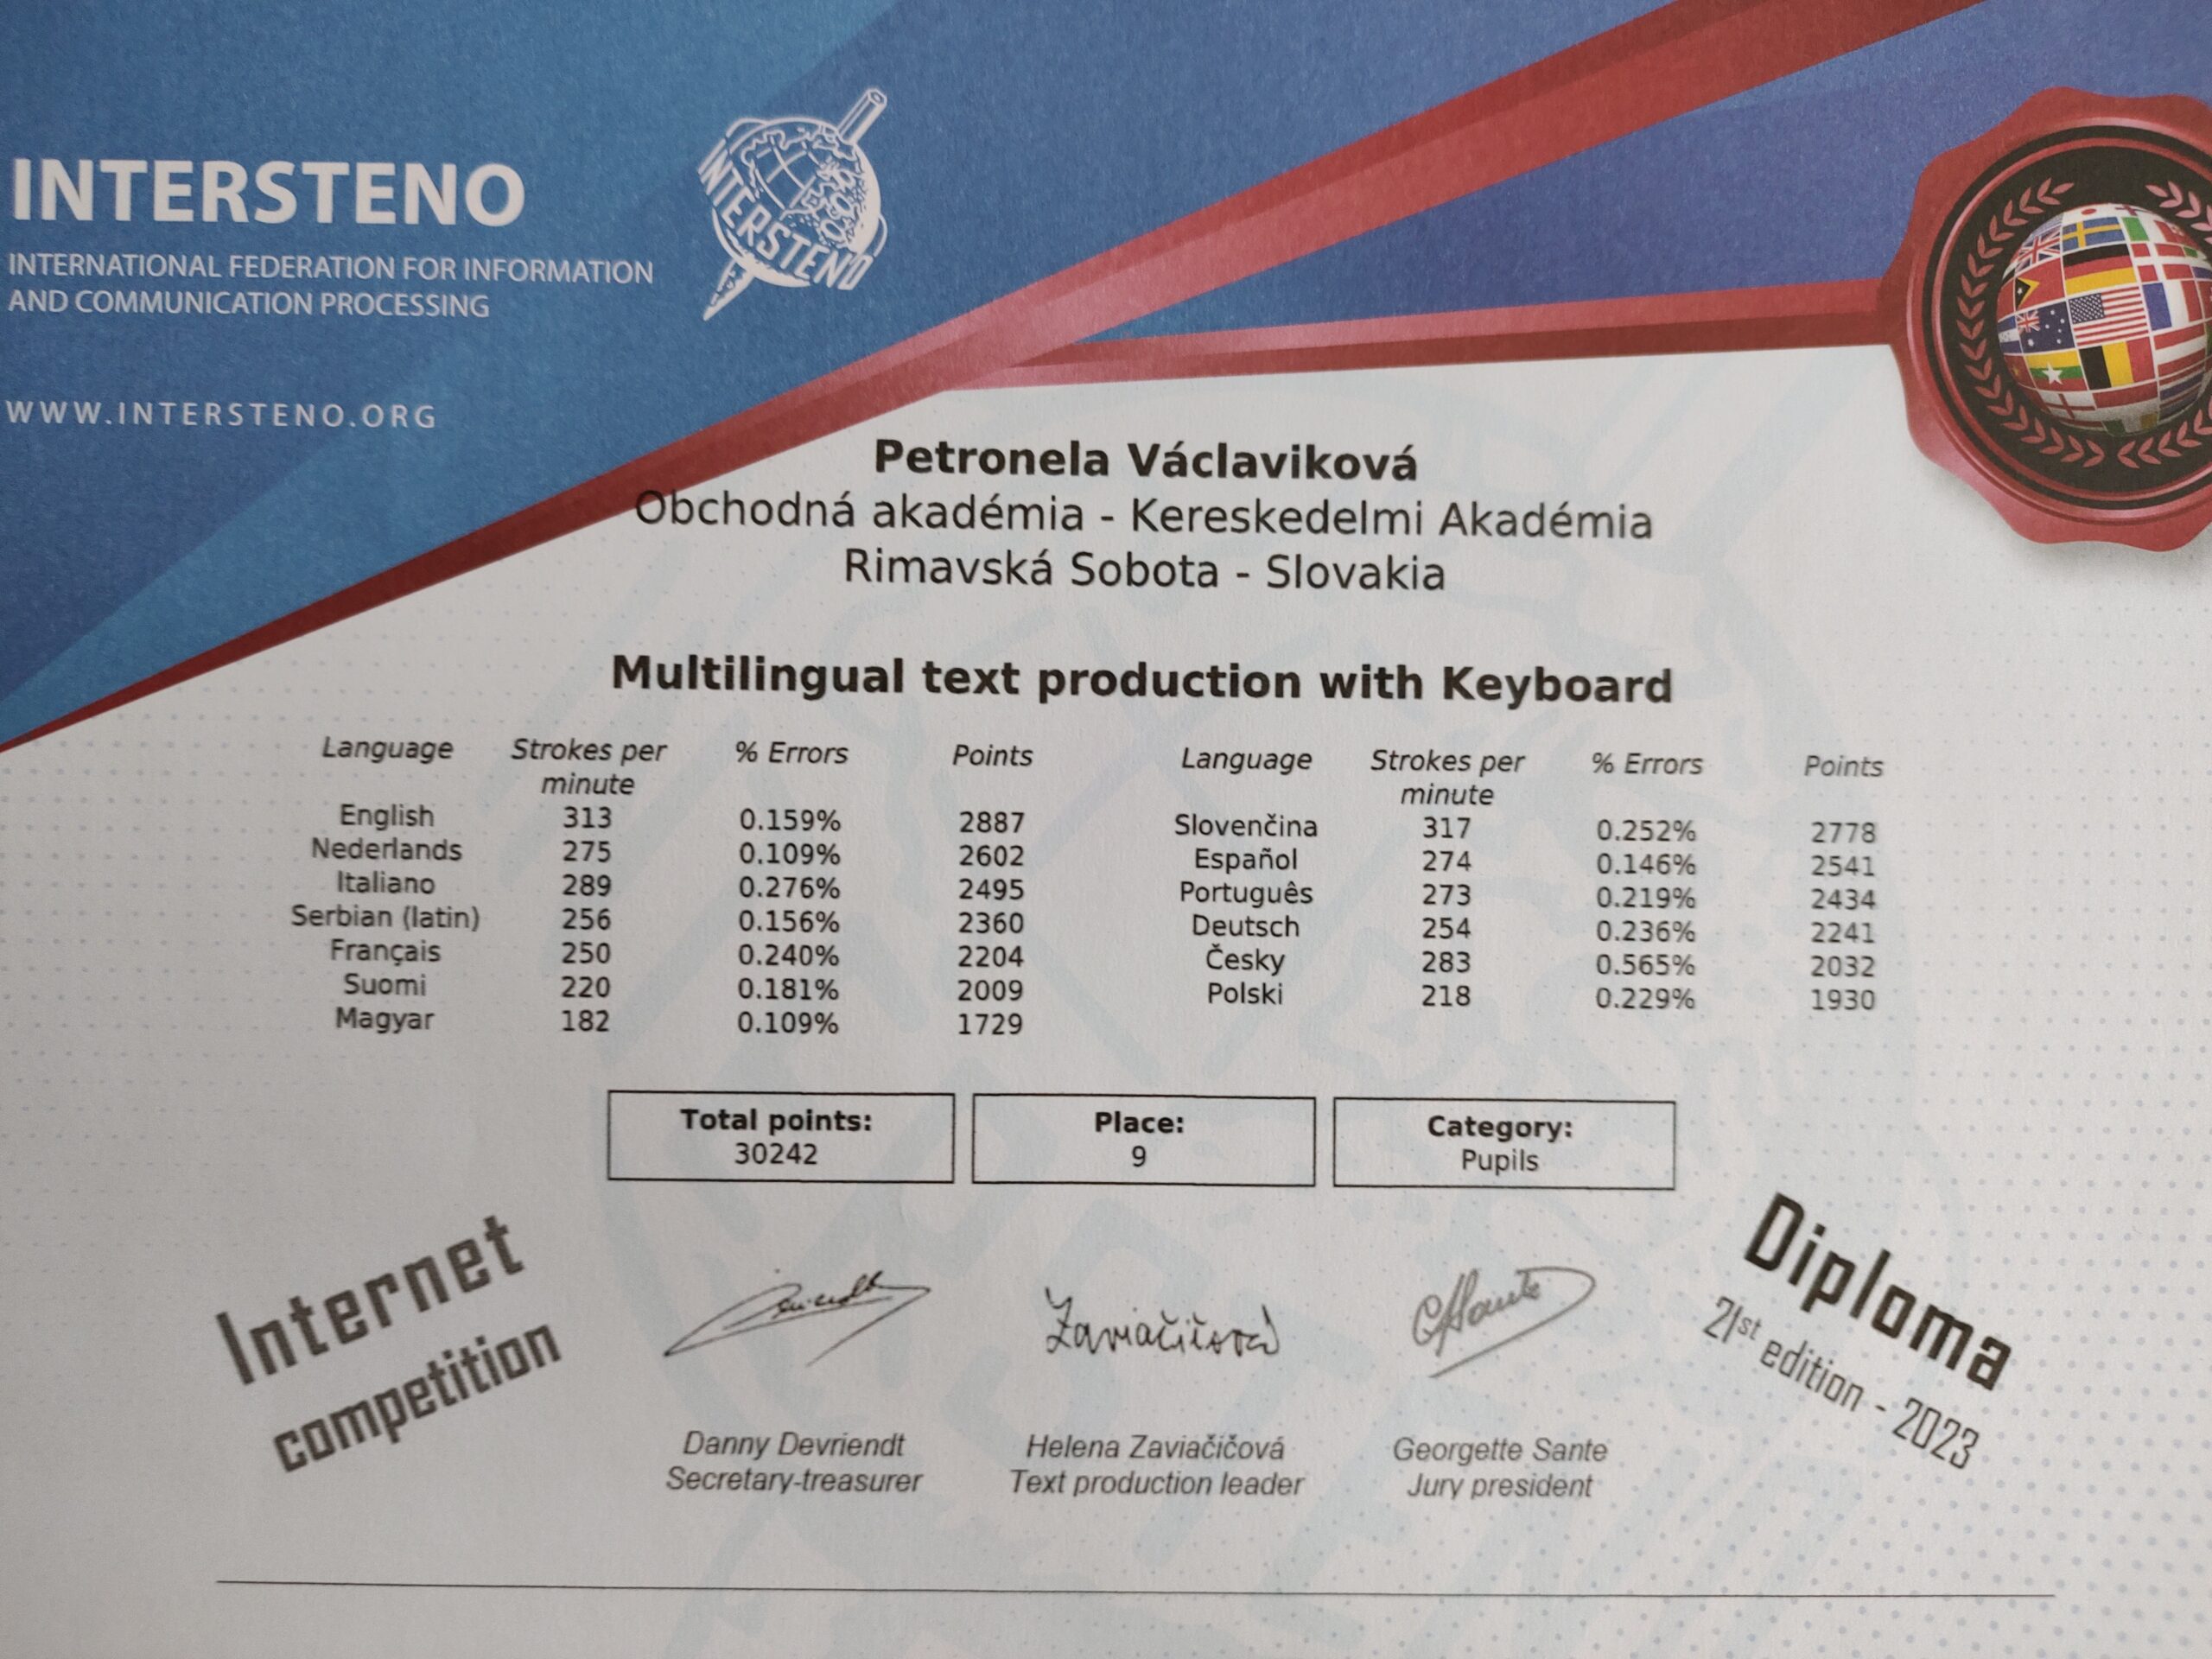 INTERSTENO
INTERNATIONAL FEDERATION FOR INFORMATION
AND COMMUNICATION PROCESSING
INTERSTENO
WWW.INTERSTENO.ORG
Petronela Václaviková
Obchodná akadémia - Kereskedelmi Akadémia
Rimavská Sobota - Slovakia
Multilingual text production with Keyboard
Language Strokes per minute % Errors Points Language Strokes per minute % Errors Points
English 313 0.159% 2887 Slovenčina 317 0.252% 2778
Nederlands 275 0.109% 2602 Español 274 0.146% 2541
Italiano 289 0.276% 2495 Português 273 0.219% 2434
Serbian (latin) 256 0.156% 2360 Deutsch 254 0.236% 2241
Français 250 0.240% 2204 Česky 283 0.565% 2032
Suomi 220 0.181% 2009 Polski 218 0.229% 1930
Magyar 182 0.109% 1729
Total points: Place: Category:
30242 9 Pupils
Internet
competition
Zaviačičová
Diploma
21st edition - 2023
Danny Devriendt Helena Zaviačičová Georgette Sante
Secretary-treasurer Text production leader Jury president